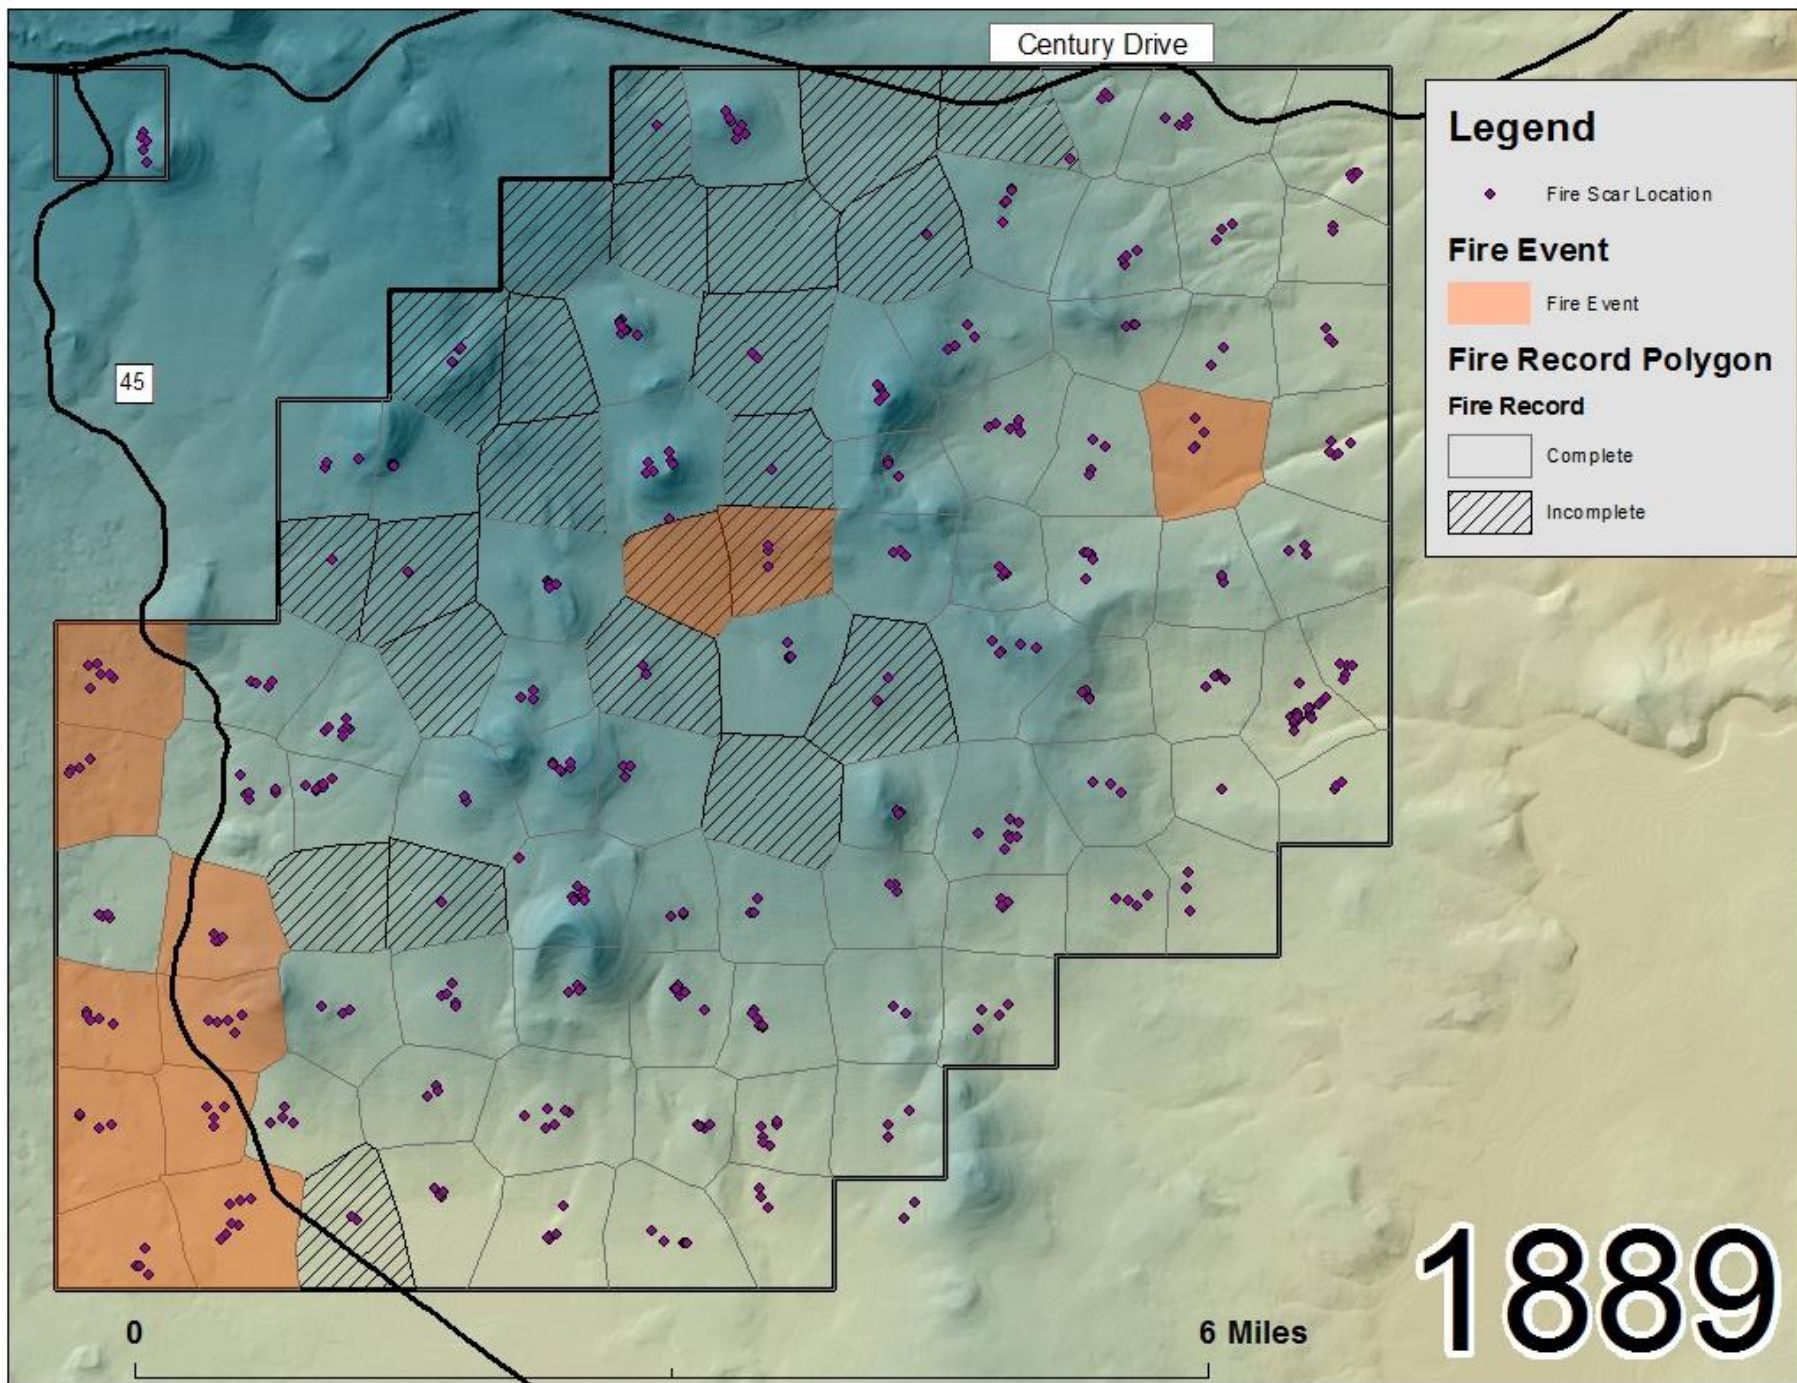 Century Drive
Legend
Fire Scar Location
Fire Event
Fire Event
Fire Record Polygon
Fire Record
Complete
Incomplete
45
1889
0
6 Miles